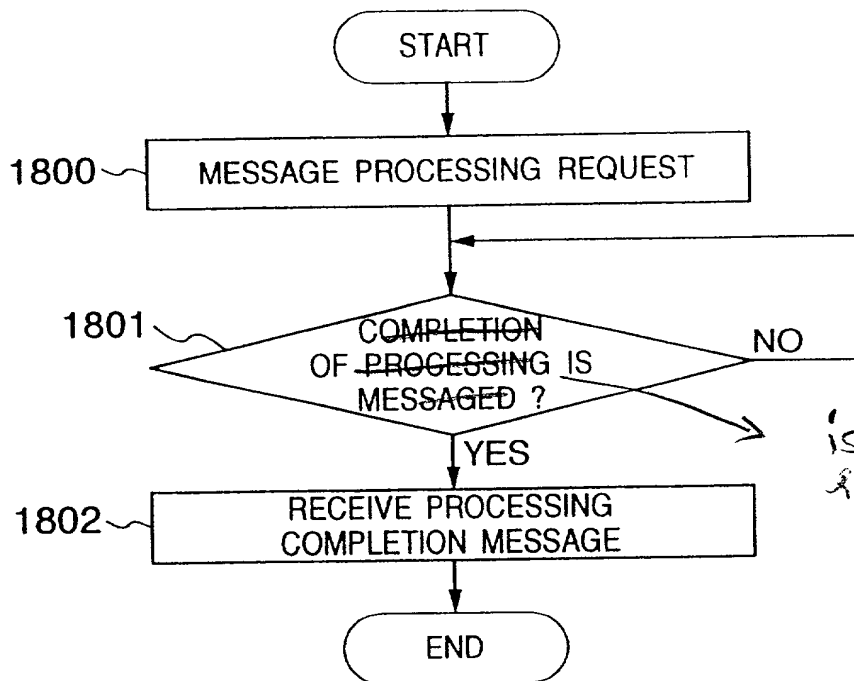 START
1800
MESSAGE PROCESSING REQUEST
1801
COMPLETION
OF PROCESSING IS
MESSAGED ?
NO
is
YES
1802
RECEIVE PROCESSING
COMPLETION MESSAGE
END